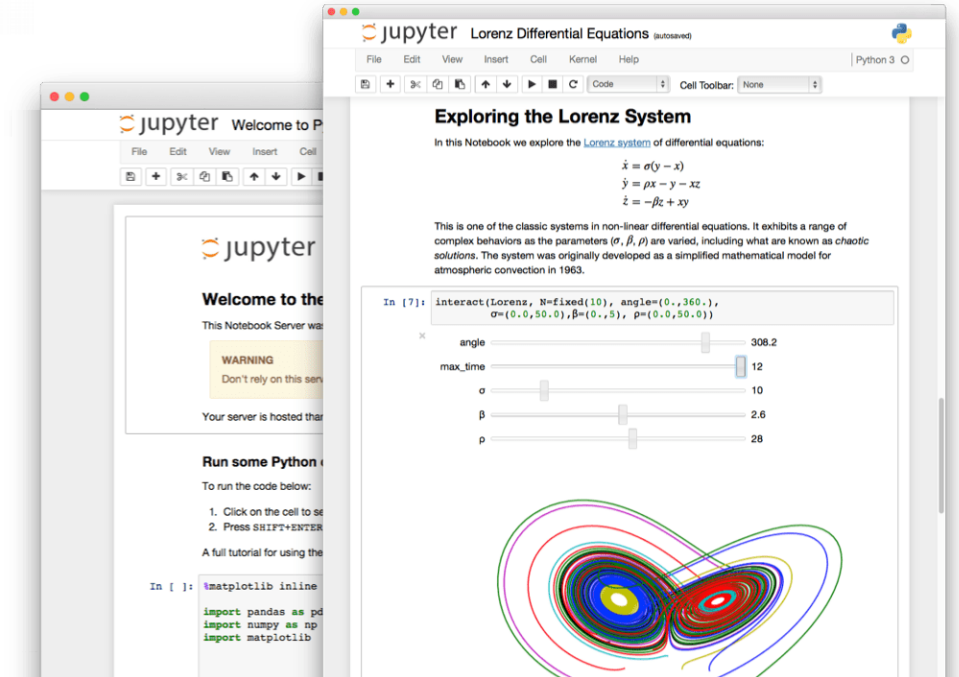 jupyter Lorenz Differential Equations (autosaved)
File Edit View Insert Cell Kernel Help Python 3
Code Cell Toolbar: None
Exploring the Lorenz System
In this Notebook we explore the Lorenz system of differential equations:
ẋ = σ(y − x)
ẏ = ρx − y − xz
ż = −βz + xy
This is one of the classic systems in non-linear differential equations. It exhibits a range of
complex behaviors as the parameters (σ, β, ρ) are varied, including what are known as chaotic
solutions. The system was originally developed as a simplified mathematical model for
atmospheric convection in 1963.
In [7]: interact(Lorenz, N=fixed(10), angle=(0.,360.),
σ=(0.0,50.0),β=(0.,5), ρ=(0.0,50.0))
angle 308.2
max_time 12
σ 10
β 2.6
ρ 28
jupyter Welcome to P
File Edit View Insert Cell
jupyter
Welcome to the
This Notebook Server was
WARNING
Don't rely on this serv
Your server is hosted than
Run some Python
To run the code below:
1. Click on the cell to se
2. Press SHIFT+ENTER
A full tutorial for using the
In [ ]: %matplotlib inline
import pandas as pd
import numpy as np
import matplotlib